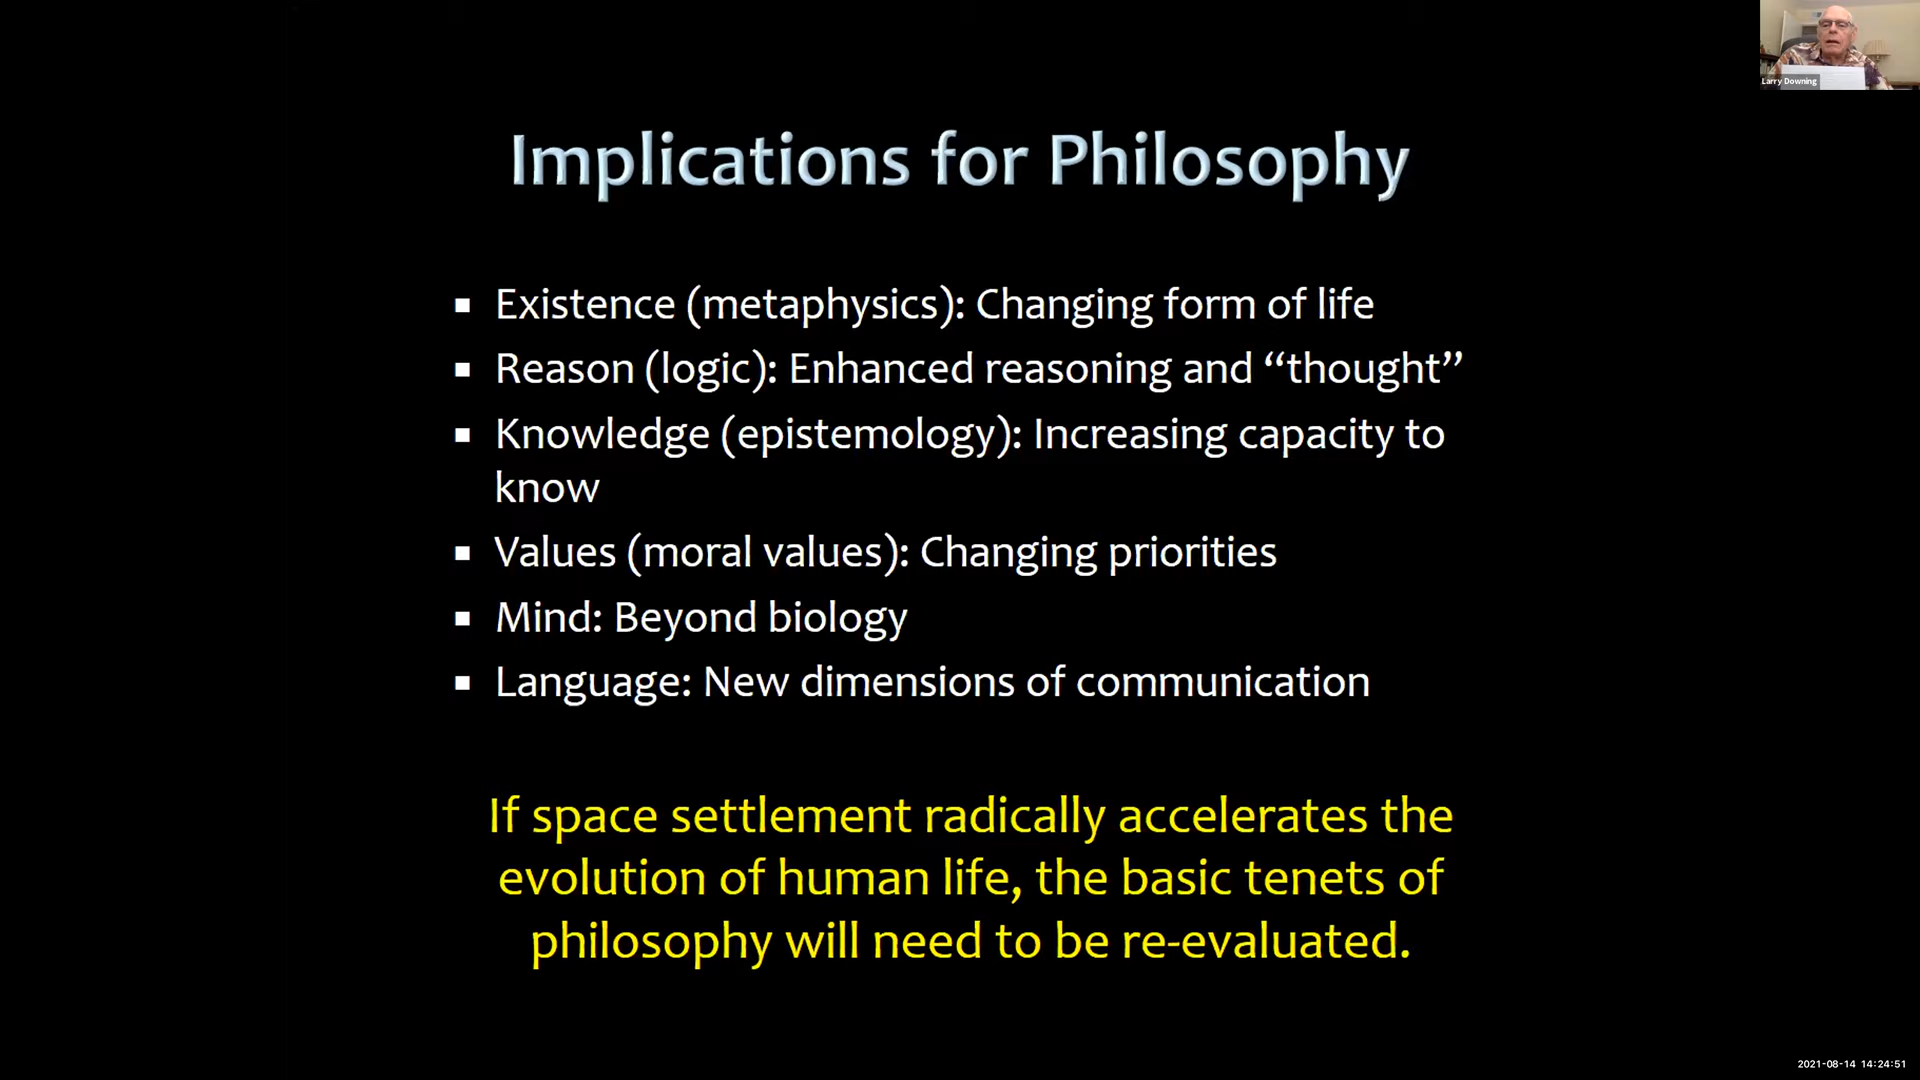 Larry Downing
Implications for Philosophy
Existence (metaphysics): Changing form of life
Reason (logic): Enhanced reasoning and “thought”
Knowledge (epistemology): Increasing capacity to
know
Values (moral values): Changing priorities
Mind: Beyond biology
Language: New dimensions of communication
If space settlement radically accelerates the
evolution of human life, the basic tenets of
philosophy will need to be re-evaluated.
2021-08-14 14:24:51